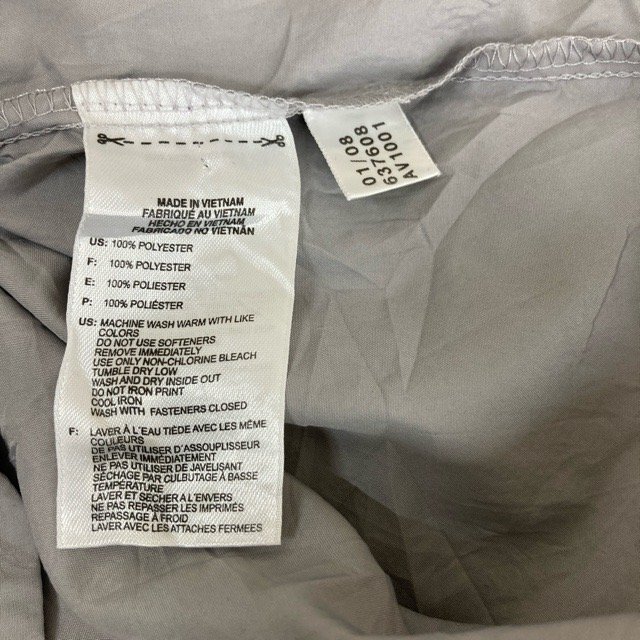 MADE IN VIETNAM
FABRIQUÉ AU VIETNAM
HECHO EN VIETNAM
FABRICADO NO VIETNÃN
US: 100% POLYESTER
F: 100% POLYESTER
E: 100% POLIESTER
P: 100% POLIÉSTER
US: MACHINE WASH WARM WITH LIKE
COLORS
DO NOT USE SOFTENERS
REMOVE IMMEDIATELY
USE ONLY NON-CHLORINE BLEACH
TUMBLE DRY LOW
WASH AND DRY INSIDE OUT
DO NOT IRON PRINT
COOL IRON
WASH WITH FASTENERS CLOSED
F: LAVER À L'EAU TIÈDE AVEC LES MÊME
COULEURS
DE PAS UTILISER D'ASSOUPLISSEUR
ENLEVER IMMÉDIATEMENT
NE PAS UTILISER DE JAVELISANT
SÉCHAGE PAR CULBUTAGE À BASSE
TEMPÉRATURE
LAVER ET SECHER A L'ENVERS
NE PAS REPASSER LES IMPRIMÉS
REPASSAGE À FROID
LAVER AVEC LES ATTACHES FERMEES
01/08
637608
AV1001